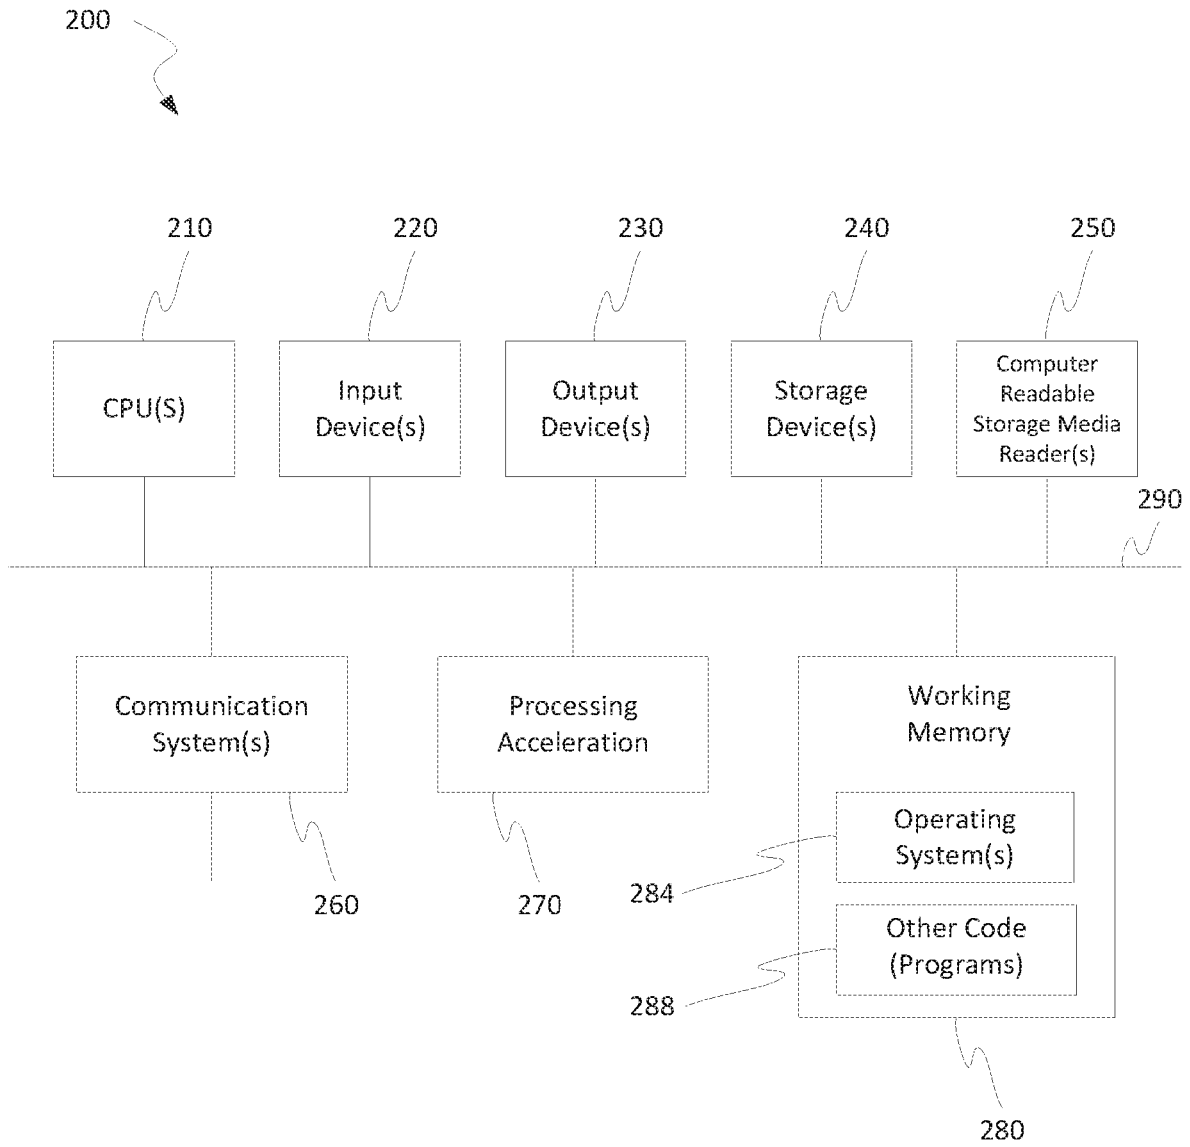 200
210
220
230
240
250
CPU(S)
Input
Device(s)
Output
Device(s)
Storage
Device(s)
Computer
Readable
Storage Media
Reader(s)
290
Communication
System(s)
Processing
Acceleration
Working
Memory
Operating
System(s)
284
260
270
Other Code
(Programs)
288
280